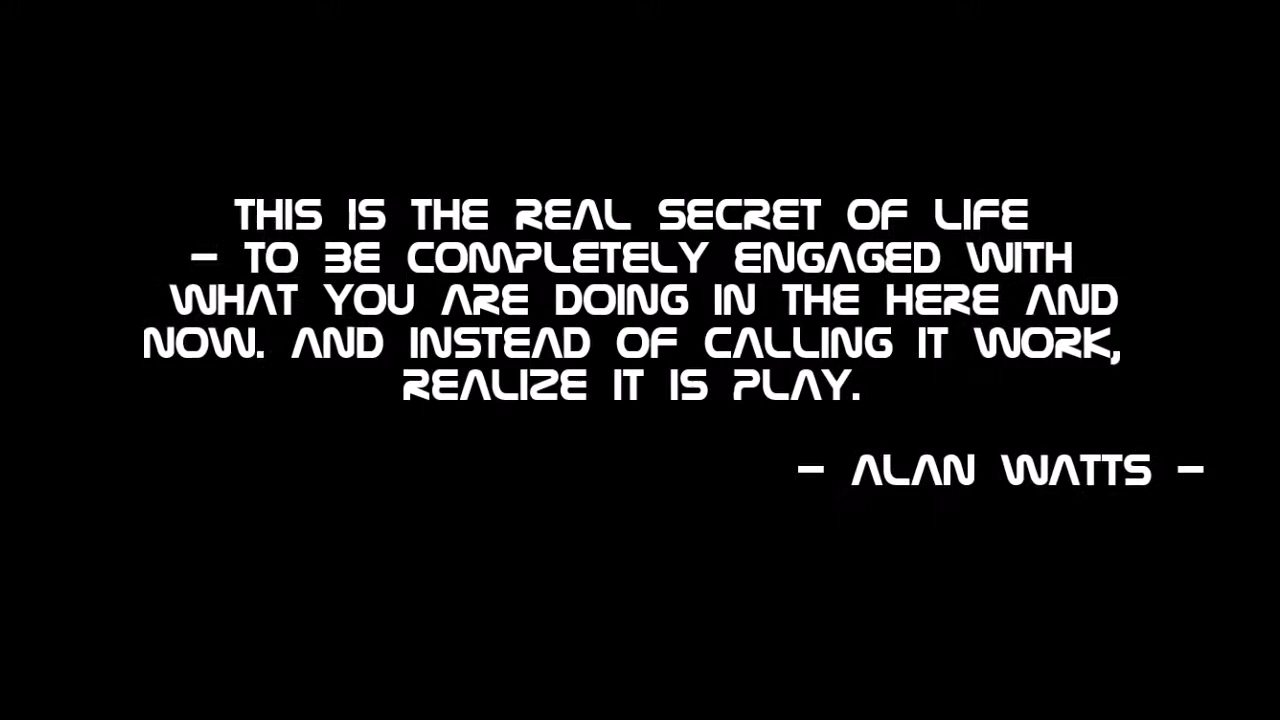 THIS IS THE REAL SECRET OF LIFE
– TO BE COMPLETELY ENGAGED WITH
WHAT YOU ARE DOING IN THE HERE AND
NOW. AND INSTEAD OF CALLING IT WORK,
REALIZE IT IS PLAY.
– ALAN WATTS –